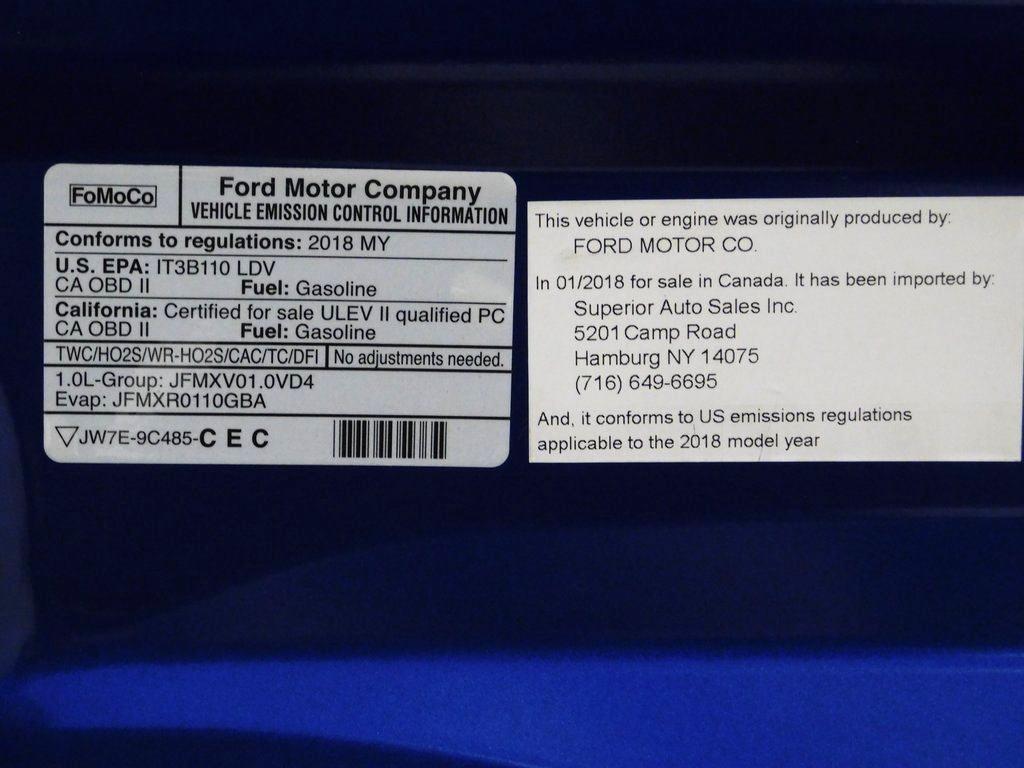 FoMoCo
Ford Motor Company
VEHICLE EMISSION CONTROL INFORMATION
Conforms to regulations: 2018 MY
U.S. EPA: IT3B110 LDV
CA OBD II Fuel: Gasoline
California: Certified for sale ULEV II qualified PC
CA OBD II Fuel: Gasoline
TWC/HO2S/WR-HO2S/CAC/TC/DFI No adjustments needed.
1.0L-Group: JFMXV01.0VD4
Evap: JFMXR0110GBA
JW7E-9C485-C E C
This vehicle or engine was originally produced by:
FORD MOTOR CO.
In 01/2018 for sale in Canada. It has been imported by:
Superior Auto Sales Inc.
5201 Camp Road
Hamburg NY 14075
(716) 649-6695
And, it conforms to US emissions regulations
applicable to the 2018 model year